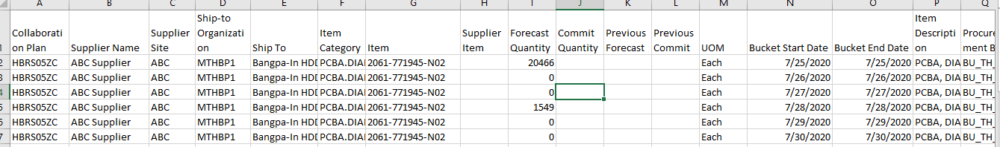 A B C D E F G H I J K L M N O P Q
Collaborati on Plan Supplier Name Supplier Site Ship-to Organizati on Ship To Item Category Item Supplier Item Forecast Quantity Commit Quantity Previous Forecast Previous Commit UOM Bucket Start Date Bucket End Date Item Descripti on Procure ment B
2 HBRS05ZC ABC Supplier ABC MTHBP1 Bangpa-In HDD PCBA.DIA 2061-771945-N02 20466 Each 7/25/2020 7/25/2020 PCBA, DIA BU_TH_
3 HBRS05ZC ABC Supplier ABC MTHBP1 Bangpa-In HDD PCBA.DIA 2061-771945-N02 0 Each 7/26/2020 7/26/2020 PCBA, DIA BU_TH_
4 HBRS05ZC ABC Supplier ABC MTHBP1 Bangpa-In HDD PCBA.DIA 2061-771945-N02 0 Each 7/27/2020 7/27/2020 PCBA, DIA BU_TH_
5 HBRS05ZC ABC Supplier ABC MTHBP1 Bangpa-In HDD PCBA.DIA 2061-771945-N02 1549 Each 7/28/2020 7/28/2020 PCBA, DIA BU_TH_
HBRS05ZC ABC Supplier ABC MTHBP1 Bangpa-In HDD PCBA.DIA 2061-771945-N02 0 Each 7/29/2020 7/29/2020 PCBA, DIA BU_TH_
7 HBRS05ZC ABC Supplier ABC MTHBP1 Bangpa-In HDD PCBA.DIA 2061-771945-N02 0 Each 7/30/2020 7/30/2020 PCBA, DIA BU_TH_